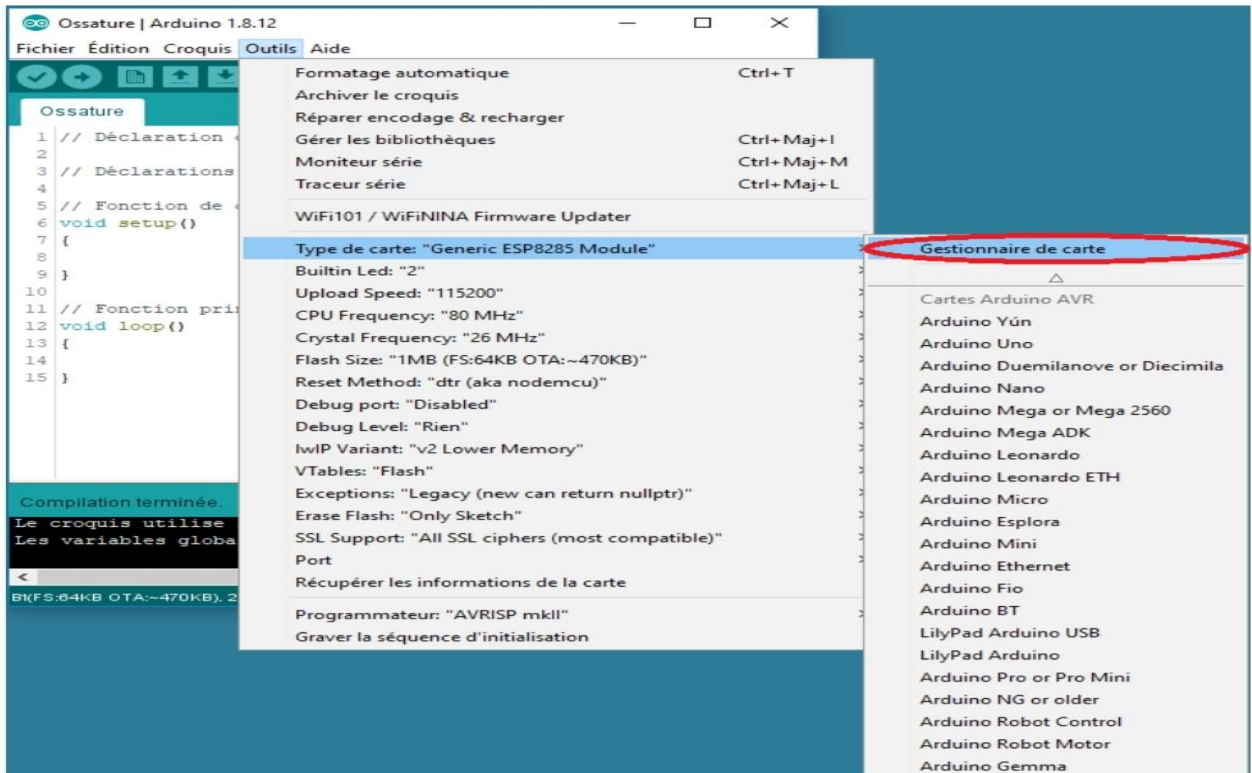 Ossature | Arduino 1.8.12
Fichier Édition Croquis Outils Aide
Ossature
1 // Déclaration
2
3 // Déclarations
4
5 // Fonction de
6 void setup()
7 {
8
9 }
10
11 // Fonction pri
12 void loop()
13 {
14
15 }
Compilation terminée.
Le croquis utilise
Les variables globa
B1(FS:64KB OTA:~470KB), 2
Formatage automatique Ctrl+T
Archiver le croquis
Réparer encodage & recharger
Gérer les bibliothèques Ctrl+Maj+I
Moniteur série Ctrl+Maj+M
Traceur série Ctrl+Maj+L
WiFi101 / WiFiNINA Firmware Updater
Type de carte: "Generic ESP8285 Module"
Builtin Led: "2"
Upload Speed: "115200"
CPU Frequency: "80 MHz"
Crystal Frequency: "26 MHz"
Flash Size: "1MB (FS:64KB OTA:~470KB)"
Reset Method: "dtr (aka nodemcu)"
Debug port: "Disabled"
Debug Level: "Rien"
lwIP Variant: "v2 Lower Memory"
VTables: "Flash"
Exceptions: "Legacy (new can return nullptr)"
Erase Flash: "Only Sketch"
SSL Support: "All SSL ciphers (most compatible)"
Port
Récupérer les informations de la carte
Programmateur: "AVRISP mkII"
Graver la séquence d'initialisation
Gestionnaire de carte
Cartes Arduino AVR
Arduino Yún
Arduino Uno
Arduino Duemilanove or Diecimila
Arduino Nano
Arduino Mega or Mega 2560
Arduino Mega ADK
Arduino Leonardo
Arduino Leonardo ETH
Arduino Micro
Arduino Esplora
Arduino Mini
Arduino Ethernet
Arduino Fio
Arduino BT
LilyPad Arduino USB
LilyPad Arduino
Arduino Pro or Pro Mini
Arduino NG or older
Arduino Robot Control
Arduino Robot Motor
Arduino Gemma